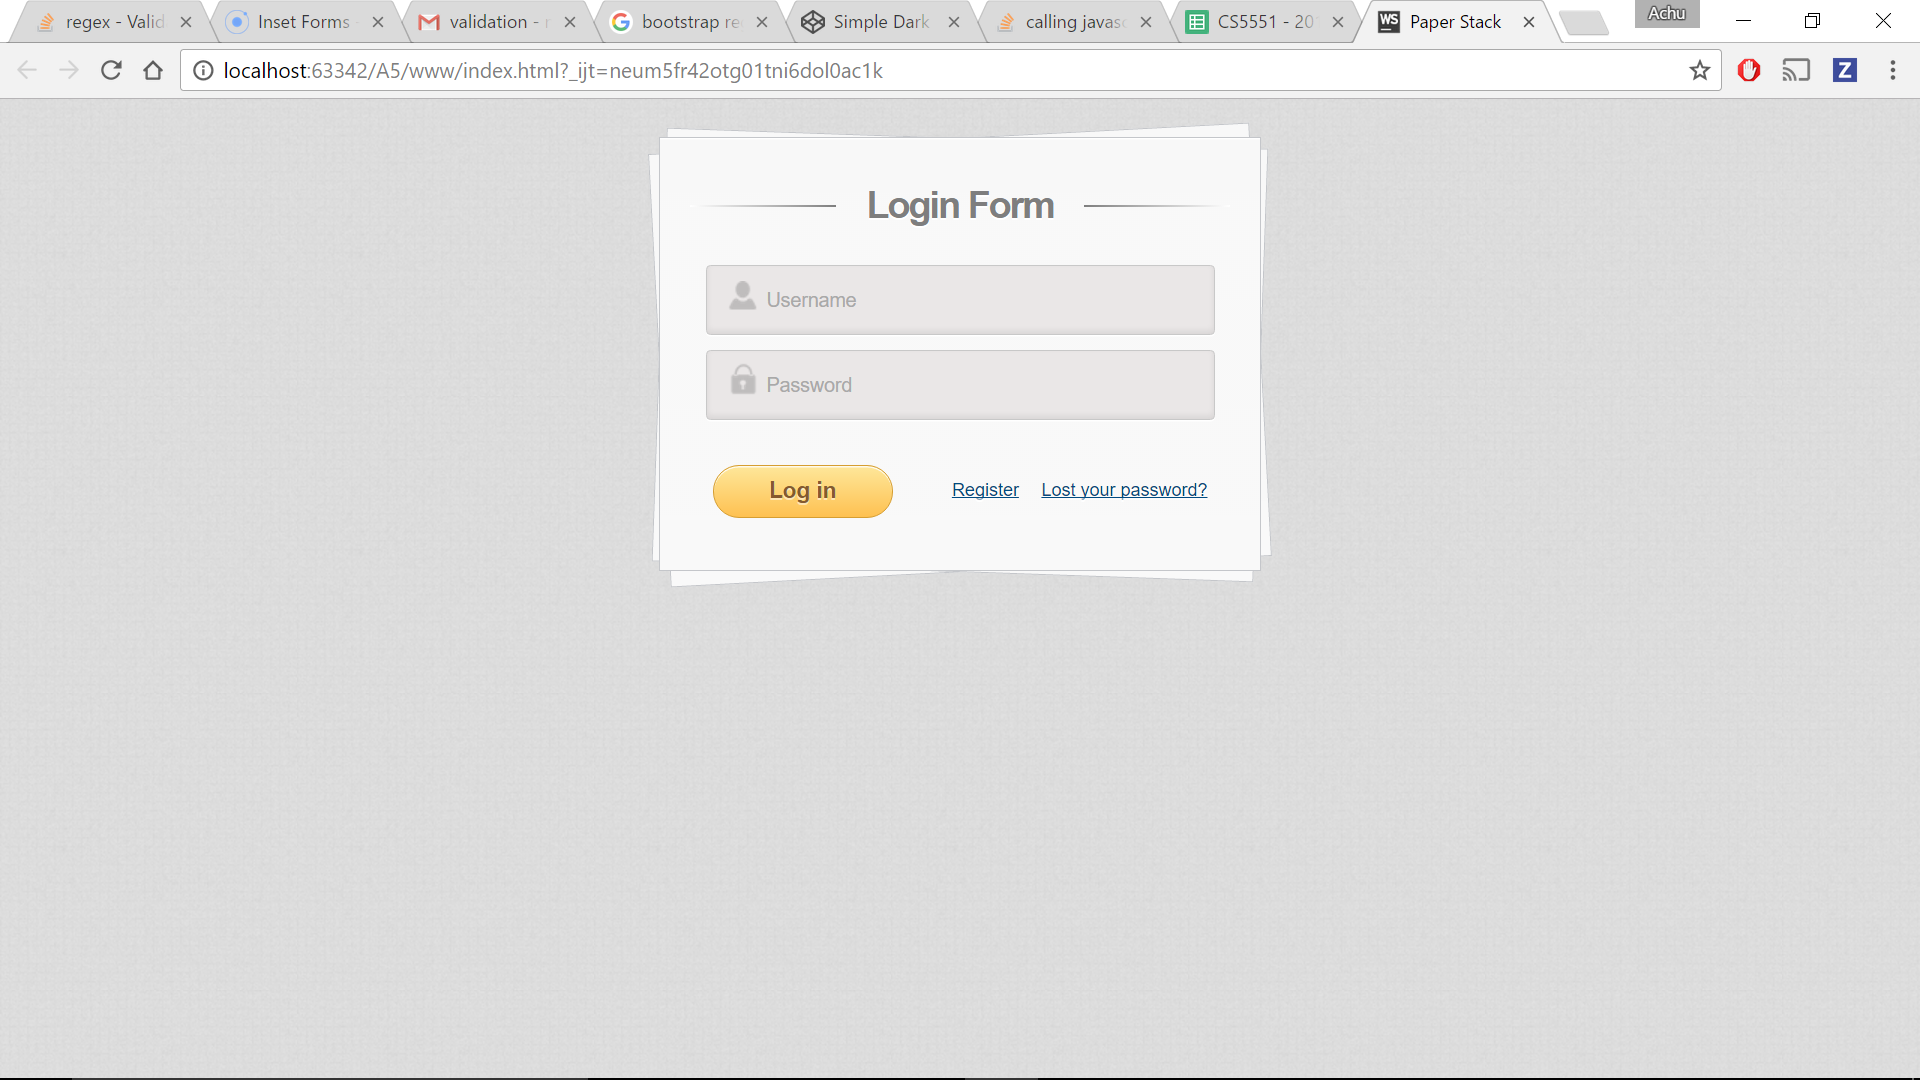 regex - Valid
Inset Forms
validation -
bootstrap re
Simple Dark
calling javas
CS5551 - 20
WS Paper Stack
Achu
localhost:63342/A5/www/index.html?_ijt=neum5fr42otg01tni6dol0ac1k
Z
Login Form
Username
Password
Log in Register Lost your password?